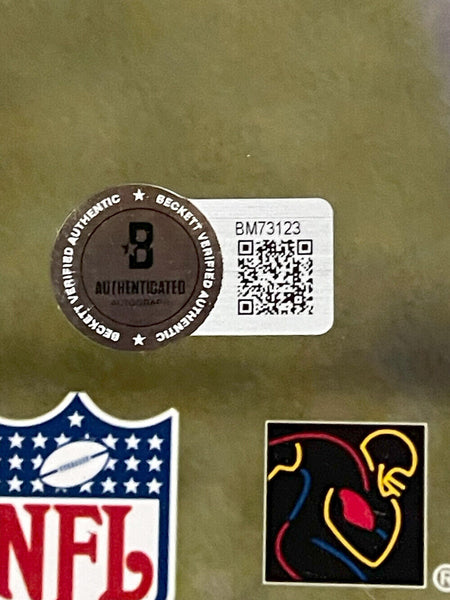 BM73123
BECKETT VERIFIED AUTHENTIC ★ BECKETT VERIFIED AUTHENTIC ★
B
AUTHENTICATED
AUTOGRAPH
NFL
®